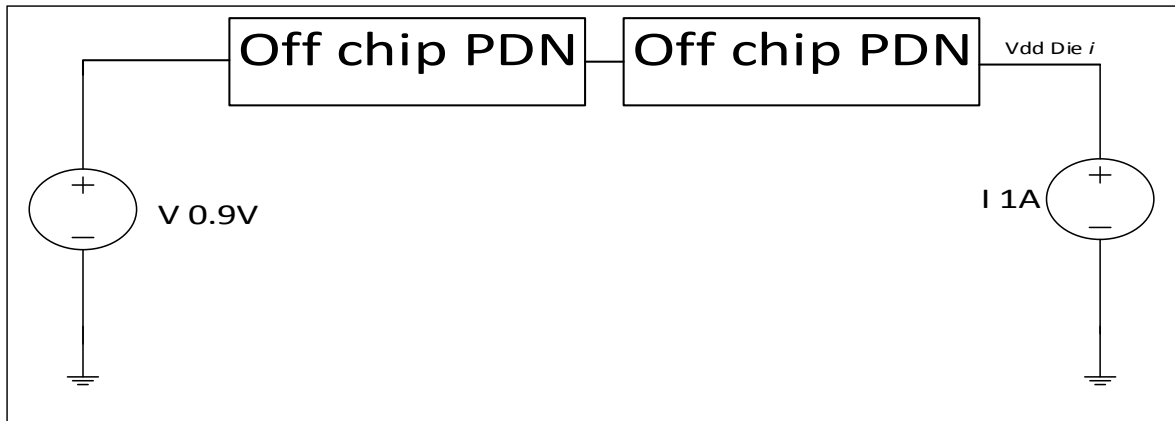 Off chip PDN
Off chip PDN
Vdd Die i
+
−
V 0.9V
I 1A
+
−